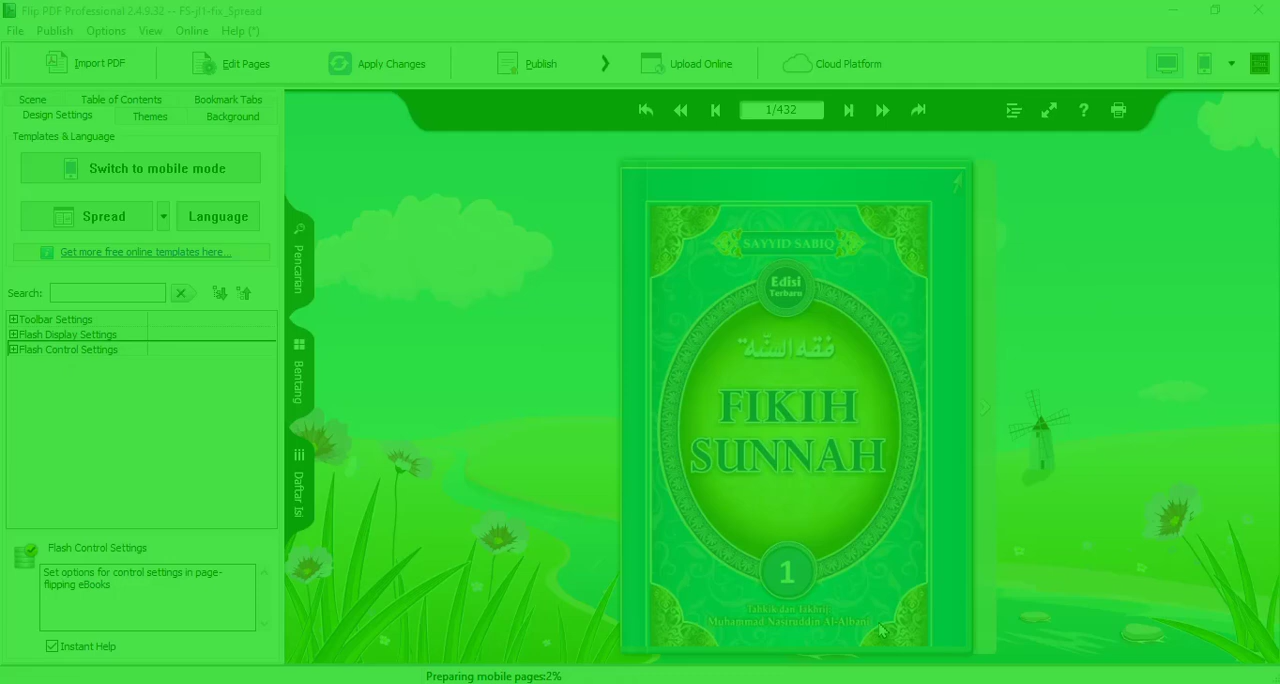 Flip PDF Professional 2.4.9.32 -- F5-jl1-fix_Spread
File Publish Options View Online Help (*)
Import PDF Edit Pages Apply Changes Publish Upload Online Cloud Platform
Scene Table of Contents Bookmark Tabs
Design Settings Themes Background
1/432
Templates & Language
Switch to mobile mode
Spread Language
Get more free online templates here...
Search:
Toolbar Settings
Flash Display Settings
Flash Control Settings
Pencarian
Bentang
Daftar Isi
SAYYID SABIQ
Edisi
Terbaru
فقه السنّة
FIKIH
SUNNAH
1
Tahkik dan Takhrij:
Muhammad Nasiruddin Al-Albani
Flash Control Settings
Set options for control settings in page-
flipping eBooks
Instant Help
Preparing mobile pages:2%